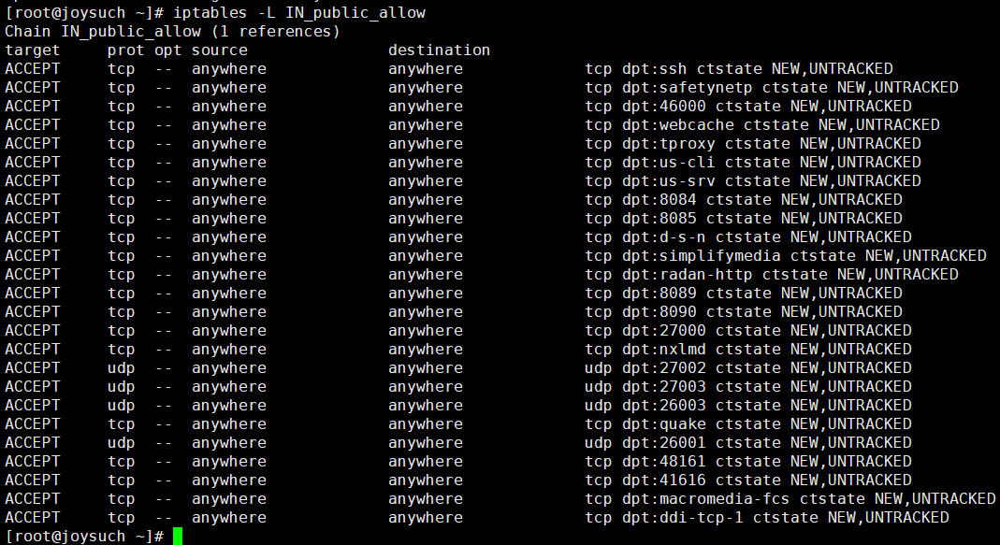 [root@joysuch ~]# iptables -L IN_public_allow
Chain IN_public_allow (1 references)
target     prot opt source               destination
ACCEPT     tcp  --  anywhere             anywhere             tcp dpt:ssh ctstate NEW,UNTRACKED
ACCEPT     tcp  --  anywhere             anywhere             tcp dpt:safetynetp ctstate NEW,UNTRACKED
ACCEPT     tcp  --  anywhere             anywhere             tcp dpt:46000 ctstate NEW,UNTRACKED
ACCEPT     tcp  --  anywhere             anywhere             tcp dpt:webcache ctstate NEW,UNTRACKED
ACCEPT     tcp  --  anywhere             anywhere             tcp dpt:tproxy ctstate NEW,UNTRACKED
ACCEPT     tcp  --  anywhere             anywhere             tcp dpt:us-cli ctstate NEW,UNTRACKED
ACCEPT     tcp  --  anywhere             anywhere             tcp dpt:us-srv ctstate NEW,UNTRACKED
ACCEPT     tcp  --  anywhere             anywhere             tcp dpt:8084 ctstate NEW,UNTRACKED
ACCEPT     tcp  --  anywhere             anywhere             tcp dpt:8085 ctstate NEW,UNTRACKED
ACCEPT     tcp  --  anywhere             anywhere             tcp dpt:d-s-n ctstate NEW,UNTRACKED
ACCEPT     tcp  --  anywhere             anywhere             tcp dpt:simplifymedia ctstate NEW,UNTRACKED
ACCEPT     tcp  --  anywhere             anywhere             tcp dpt:radan-http ctstate NEW,UNTRACKED
ACCEPT     tcp  --  anywhere             anywhere             tcp dpt:8089 ctstate NEW,UNTRACKED
ACCEPT     tcp  --  anywhere             anywhere             tcp dpt:8090 ctstate NEW,UNTRACKED
ACCEPT     tcp  --  anywhere             anywhere             tcp dpt:27000 ctstate NEW,UNTRACKED
ACCEPT     tcp  --  anywhere             anywhere             tcp dpt:nxlmd ctstate NEW,UNTRACKED
ACCEPT     udp  --  anywhere             anywhere             udp dpt:27002 ctstate NEW,UNTRACKED
ACCEPT     udp  --  anywhere             anywhere             udp dpt:27003 ctstate NEW,UNTRACKED
ACCEPT     udp  --  anywhere             anywhere             udp dpt:26003 ctstate NEW,UNTRACKED
ACCEPT     tcp  --  anywhere             anywhere             tcp dpt:quake ctstate NEW,UNTRACKED
ACCEPT     udp  --  anywhere             anywhere             udp dpt:26001 ctstate NEW,UNTRACKED
ACCEPT     tcp  --  anywhere             anywhere             tcp dpt:48161 ctstate NEW,UNTRACKED
ACCEPT     tcp  --  anywhere             anywhere             tcp dpt:41616 ctstate NEW,UNTRACKED
ACCEPT     tcp  --  anywhere             anywhere             tcp dpt:macromedia-fcs ctstate NEW,UNTRACKED
ACCEPT     tcp  --  anywhere             anywhere             tcp dpt:ddi-tcp-1 ctstate NEW,UNTRACKED
[root@joysuch ~]#